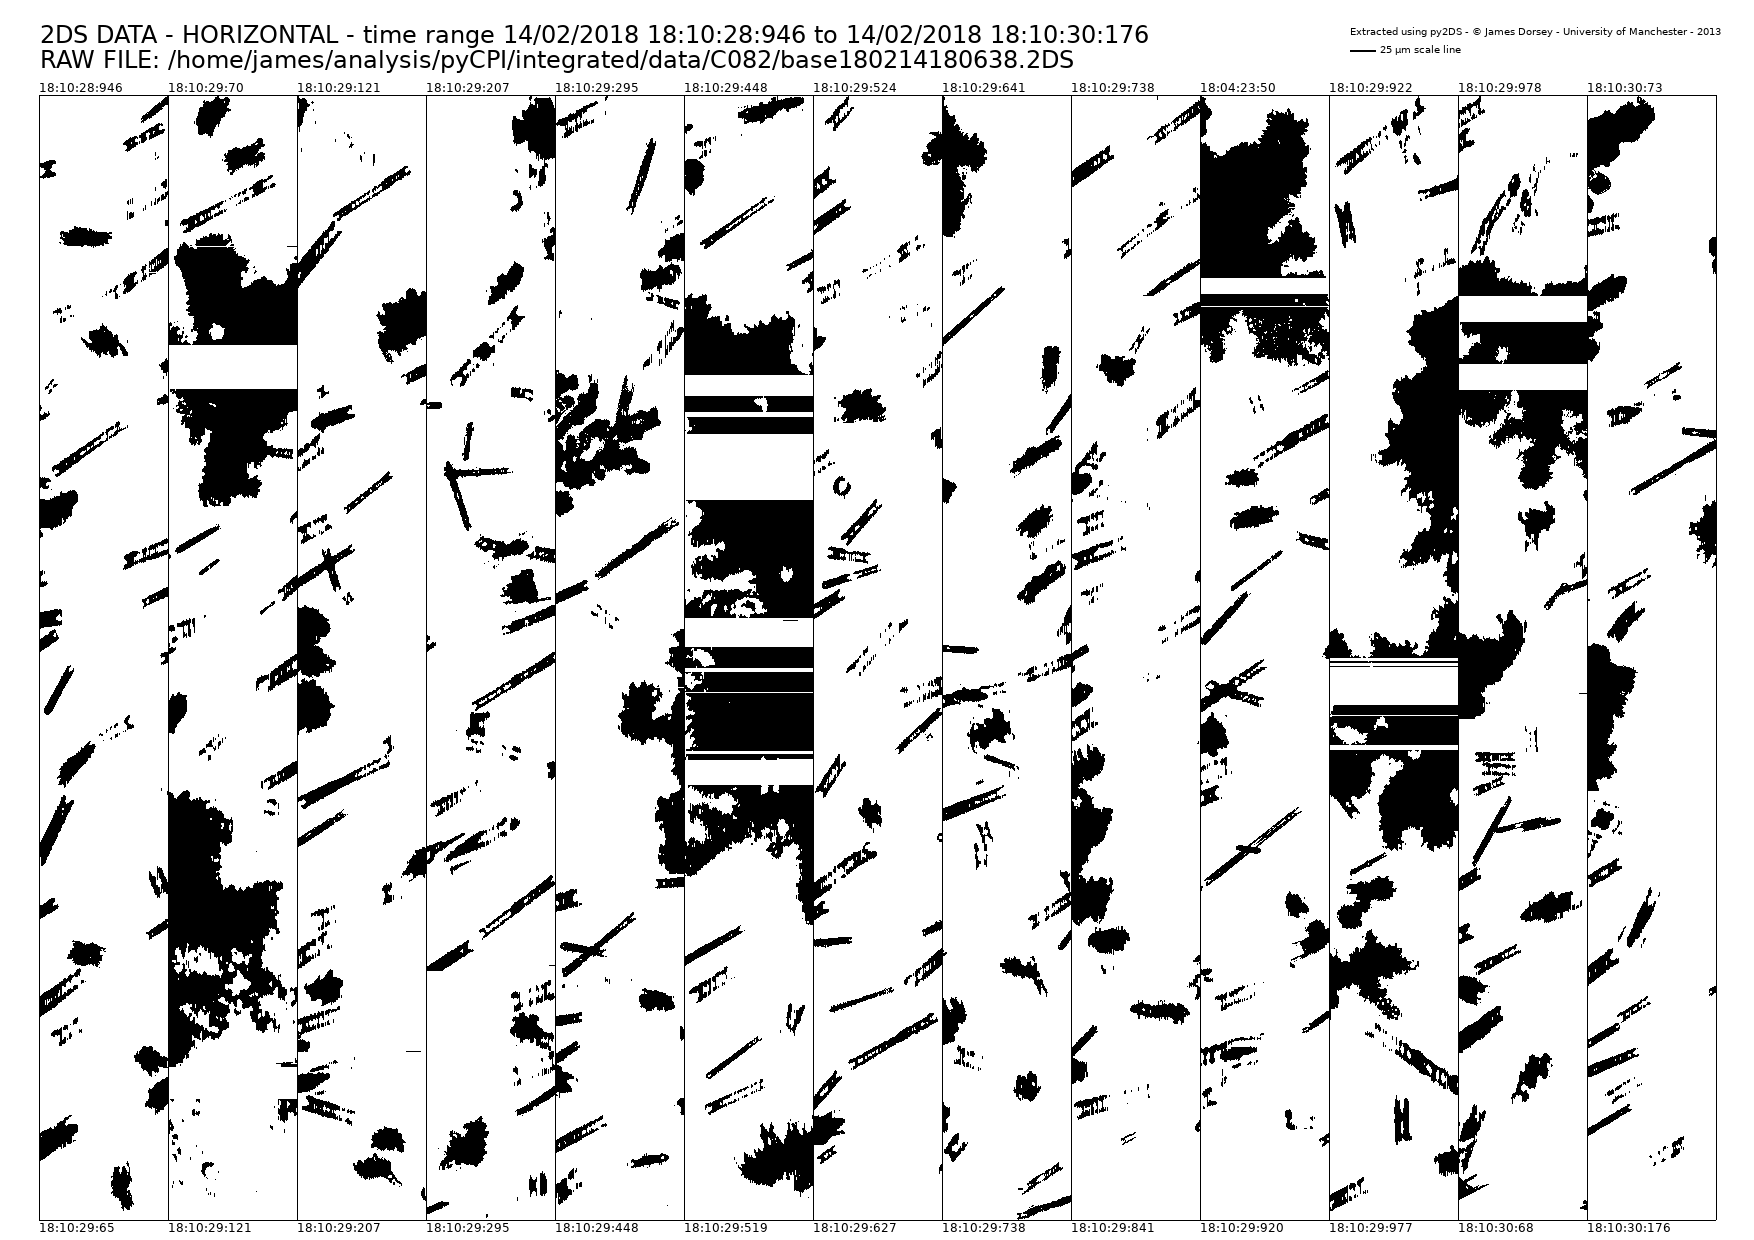 2DS DATA - HORIZONTAL - time range 14/02/2018 18:10:28:946 to 14/02/2018 18:10:30:176
RAW FILE: /home/james/analysis/pyCPI/integrated/data/C082/base180214180638.2DS
Extracted using py2DS - © James Dorsey - University of Manchester - 2013
25 µm scale line
18:10:28:946 18:10:29:70 18:10:29:121 18:10:29:207 18:10:29:295 18:10:29:448 18:10:29:524 18:10:29:641 18:10:29:738 18:04:23:50 18:10:29:922 18:10:29:978 18:10:30:73
18:10:29:65 18:10:29:121 18:10:29:207 18:10:29:295 18:10:29:448 18:10:29:519 18:10:29:627 18:10:29:738 18:10:29:841 18:10:29:920 18:10:29:977 18:10:30:68 18:10:30:176